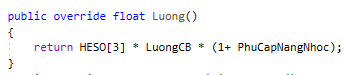 public override float Luong()
{
return HESO[3] * LuongCB * (1+ PhuCapNangNhoc);
}